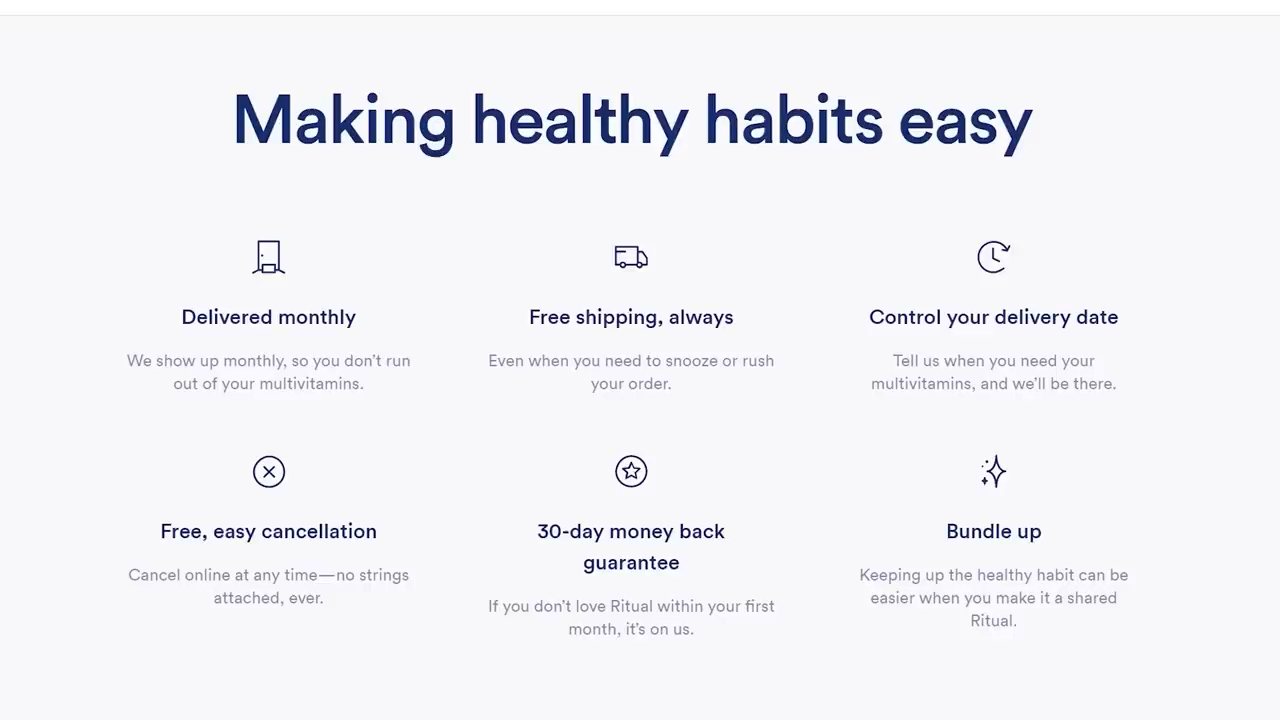 Making healthy habits easy
Delivered monthly
We show up monthly, so you don't run
out of your multivitamins.
Free shipping, always
Even when you need to snooze or rush
your order.
Control your delivery date
Tell us when you need your
multivitamins, and we'll be there.
Free, easy cancellation
Cancel online at any time—no strings
attached, ever.
30-day money back
guarantee
If you don't love Ritual within your first
month, it's on us.
Bundle up
Keeping up the healthy habit can be
easier when you make it a shared
Ritual.